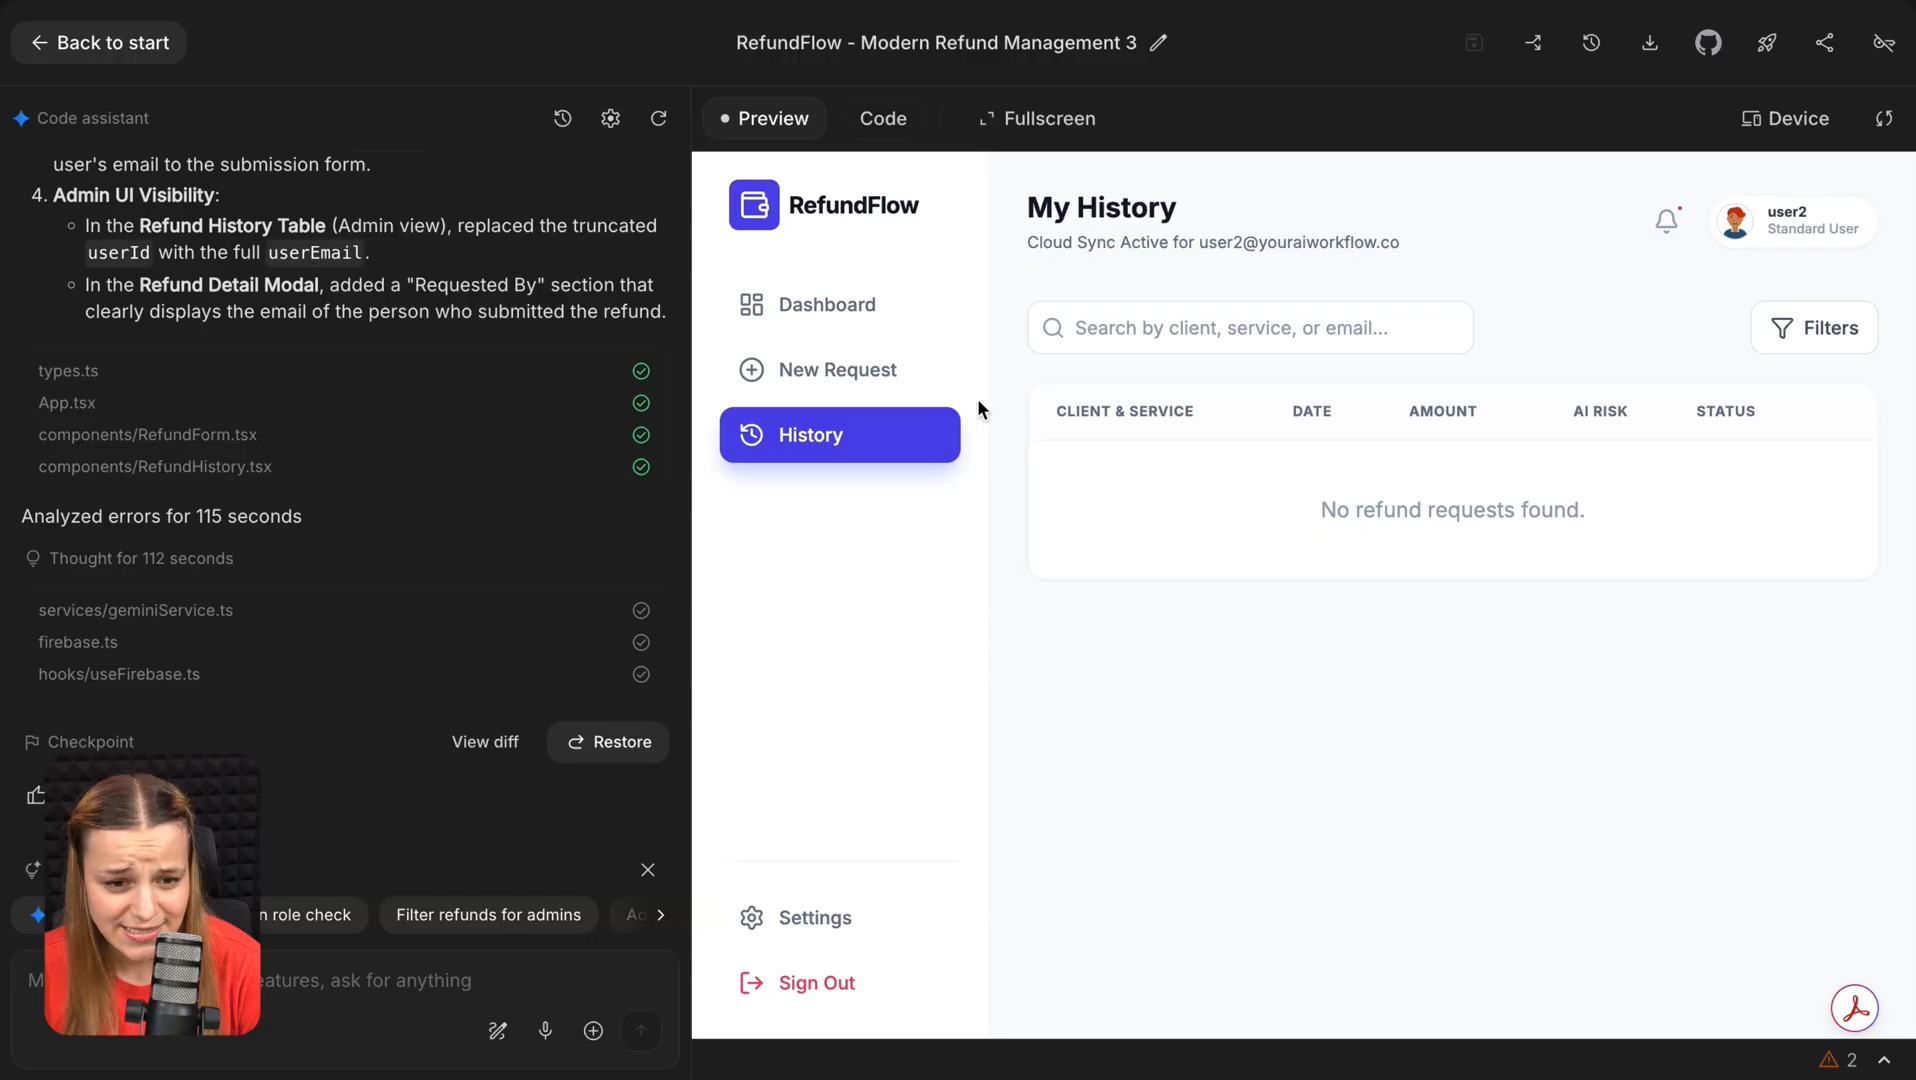 Back to start
RefundFlow - Modern Refund Management 3
Code assistant
user's email to the submission form.
4. Admin UI Visibility:
In the Refund History Table (Admin view), replaced the truncated
userId with the full userEmail.
In the Refund Detail Modal, added a "Requested By" section that
clearly displays the email of the person who submitted the refund.
types.ts
App.tsx
components/RefundForm.tsx
components/RefundHistory.tsx
Analyzed errors for 115 seconds
Thought for 112 seconds
services/geminiService.ts
firebase.ts
hooks/useFirebase.ts
Checkpoint
View diff
Restore
role check
Filter refunds for admins
ask for anything
Preview
Code
Fullscreen
Device
RefundFlow
Dashboard
New Request
History
Settings
Sign Out
My History
Cloud Sync Active for user2@youraiworkflow.co
user2
Standard User
Search by client, service, or email...
Filters
CLIENT & SERVICE DATE AMOUNT AI RISK STATUS
No refund requests found.
2